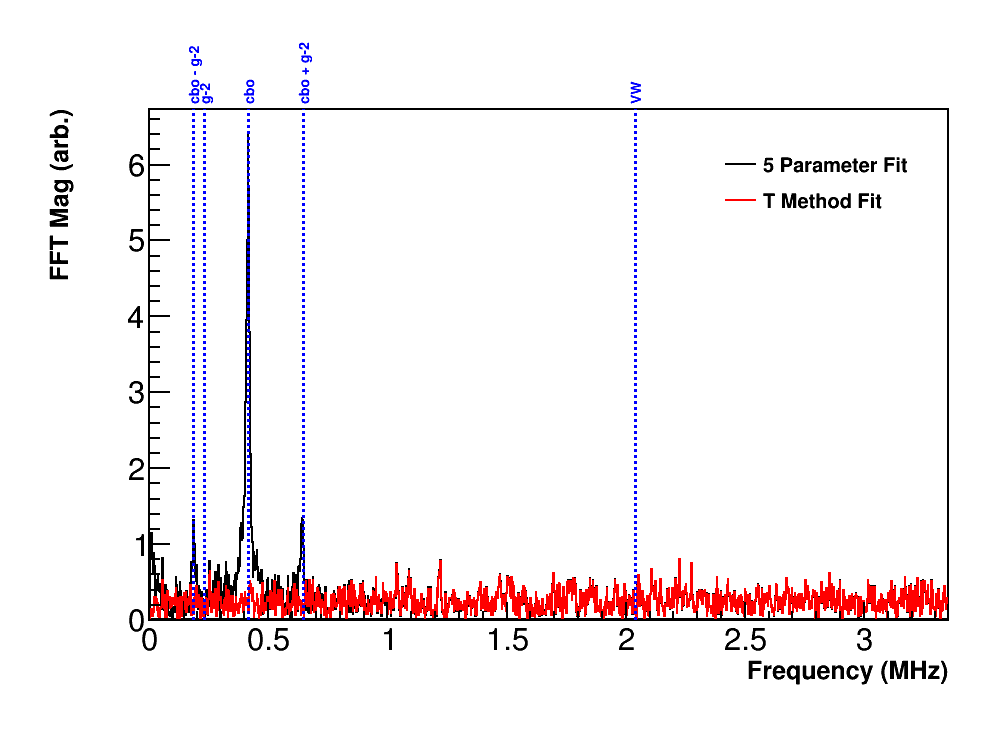 cbo - g-2
g-2
cbo
cbo + g-2
VW
FFT Mag (arb.)
6
5
4
3
2
1
0
5 Parameter Fit
T Method Fit
0
0.5
1
1.5
2
2.5
3
Frequency (MHz)